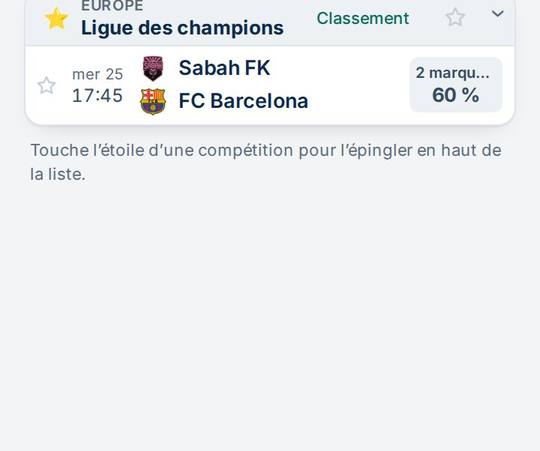 EUROPE
Ligue des champions
Classement
mer 25
17:45
Sabah FK
FC Barcelona
2 marqu...
60 %
Touche l’étoile d’une compétition pour l’épingler en haut de
la liste.